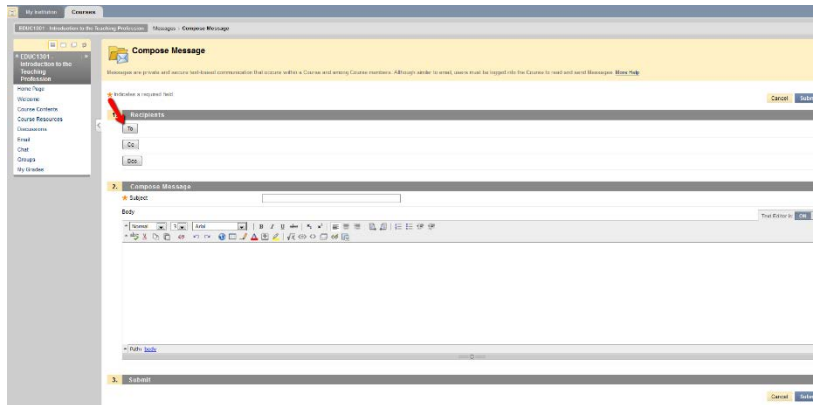 My Institution Courses
EDUC1301 - Introduction to the Teaching Profession Messages > Compose Message
EDUC1301 -
Introduction to the
Teaching
Profession
Home Page
Welcome
Course Contents
Course Resources
Discussions
Email
Chat
Groups
My Grades
Compose Message
Messages are private and secure text-based communication that occurs within a Course and among Course members. Although similar to email, users must be logged into the Course to read and send Messages. More Help
Indicates a required field.
Cancel
1. Recipients
To
Cc
Bcc
2. Compose Message
Subject
Body
Text Editor is: ON
Normal 3 Arial
Path: body
3. Submit
Cancel